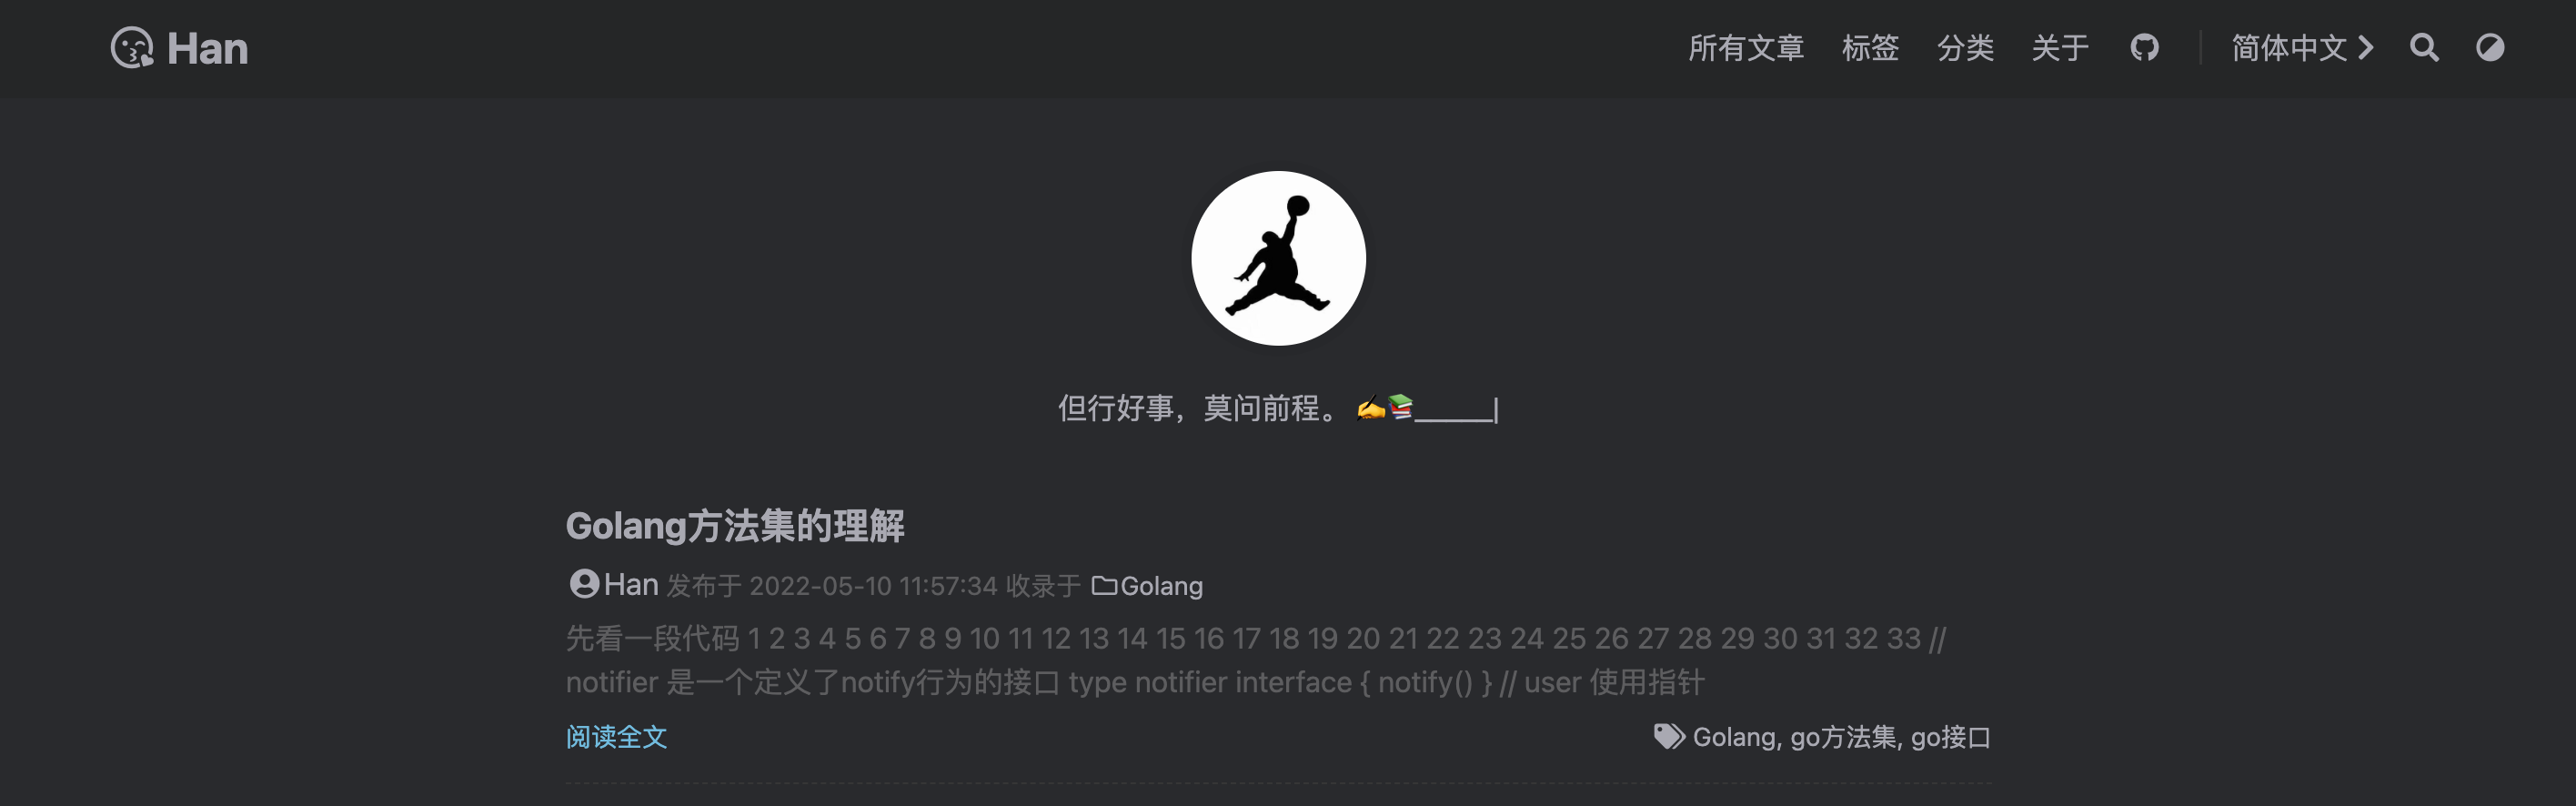 Han
所有文章 标签 分类 关于 简体中文
但行好事，莫问前程。 ✍️📚_____|
Golang方法集的理解
Han 发布于 2022-05-10 11:57:34 收录于 Golang
先看一段代码 1 2 3 4 5 6 7 8 9 10 11 12 13 14 15 16 17 18 19 20 21 22 23 24 25 26 27 28 29 30 31 32 33 //
notifier 是一个定义了notify行为的接口 type notifier interface { notify() } // user 使用指针
阅读全文 Golang, go方法集, go接口